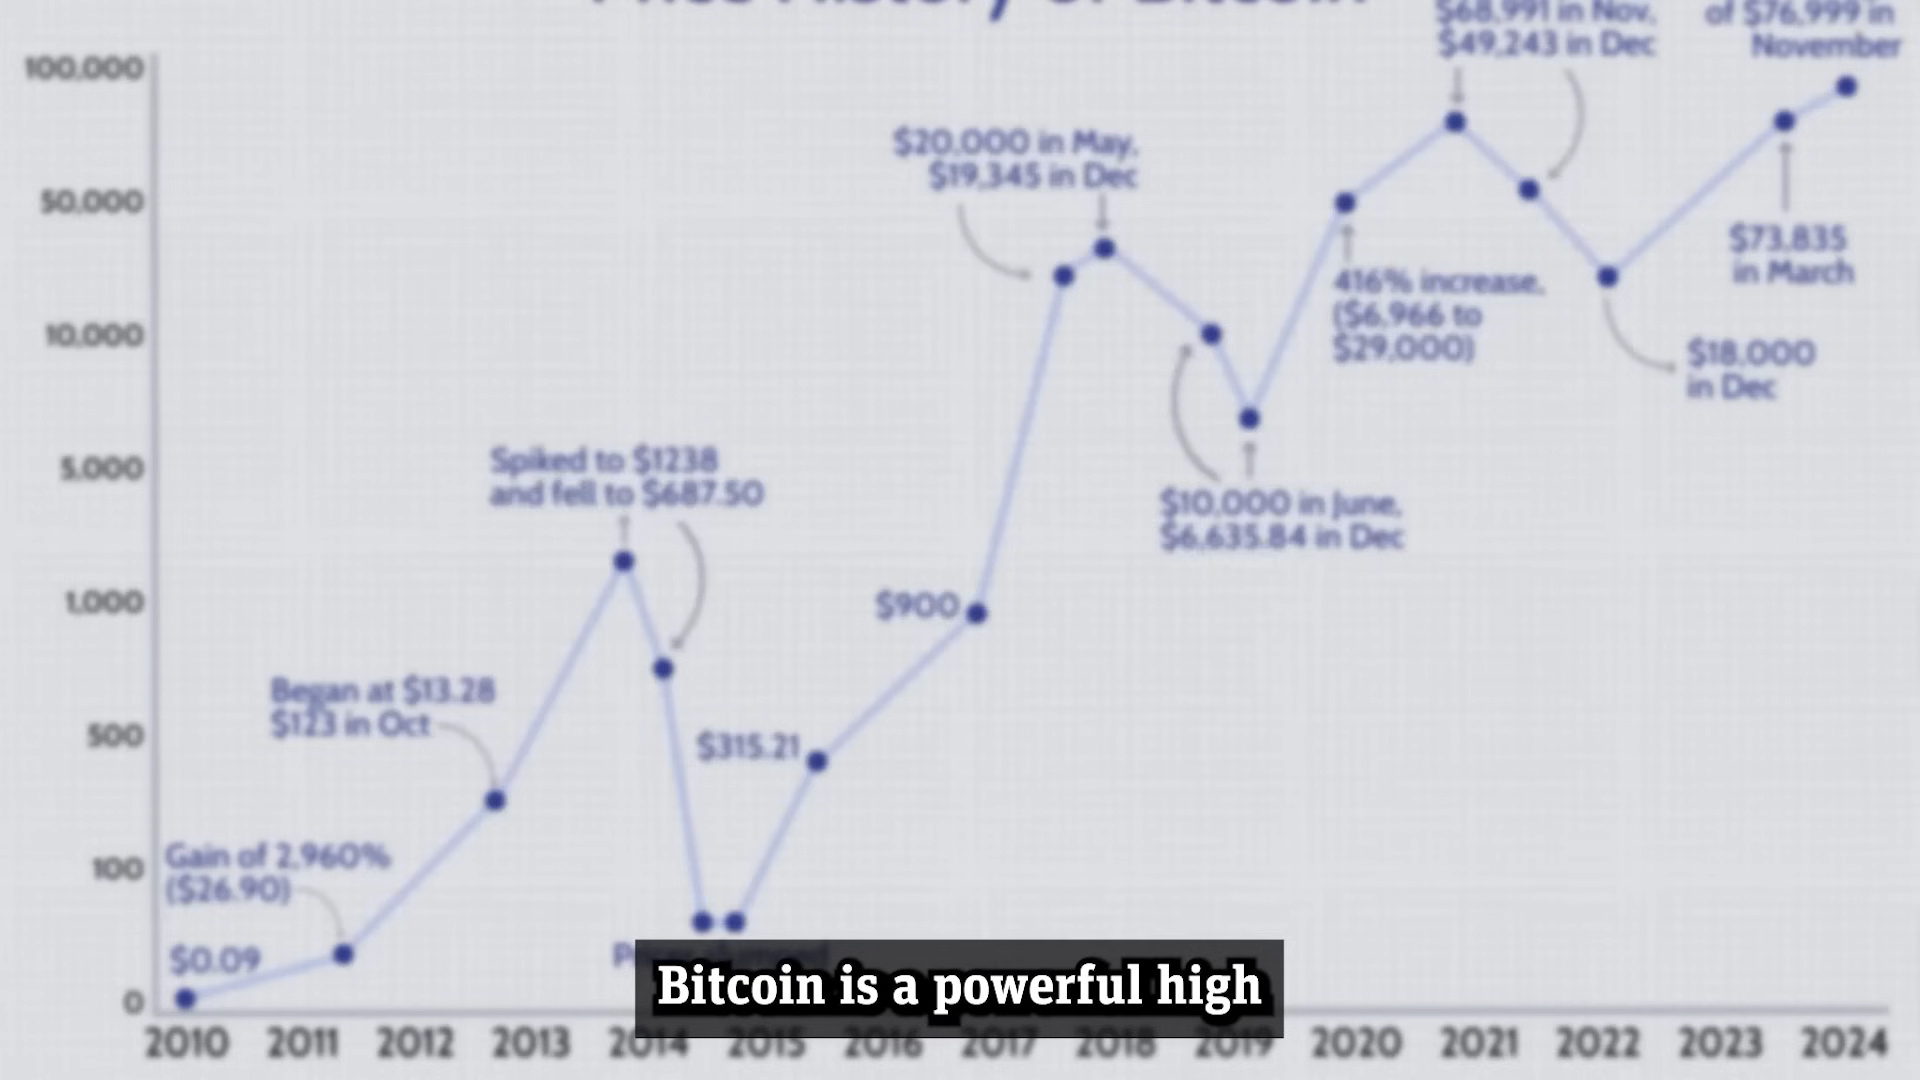 Price History of Bitcoin
$68,991 in Nov,
$49,243 in Dec
of $76,999 in
November
100,000
50,000
10,000
5,000
1,000
500
100
0
$20,000 in May,
$19,345 in Dec
416% increase,
($6,966 to
$29,000)
$73,835
in March
$18,000
in Dec
Spiked to $1238
and fell to $687.50
$10,000 in June,
$6,635.84 in Dec
$900
Began at $13.28
$123 in Oct
$315.21
Gain of 2,960%
($26.90)
$0.09
Bitcoin is a powerful high
2010 2011 2012 2013 2014 2015 2016 2017 2018 2019 2020 2021 2022 2023 2024